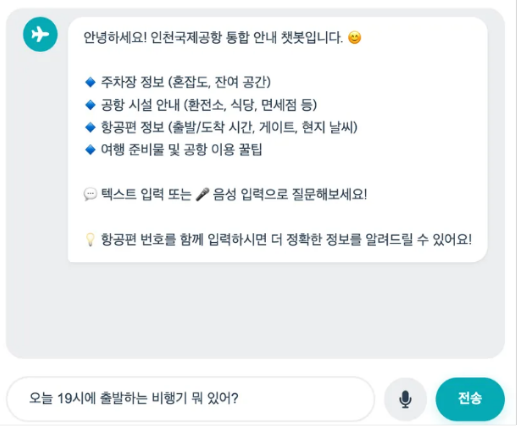 안녕하세요! 인천국제공항 통합 안내 챗봇입니다. 😊
🔹 주차장 정보 (혼잡도, 잔여 공간)
🔹 공항 시설 안내 (환전소, 식당, 면세점 등)
🔹 항공편 정보 (출발/도착 시간, 게이트, 현지 날씨)
🔹 여행 준비물 및 공항 이용 꿀팁
💬 텍스트 입력 또는 🎤 음성 입력으로 질문해보세요!
💡 항공편 번호를 함께 입력하시면 더 정확한 정보를 알려드릴 수 있어요!
오늘 19시에 출발하는 비행기 뭐 있어?
전송